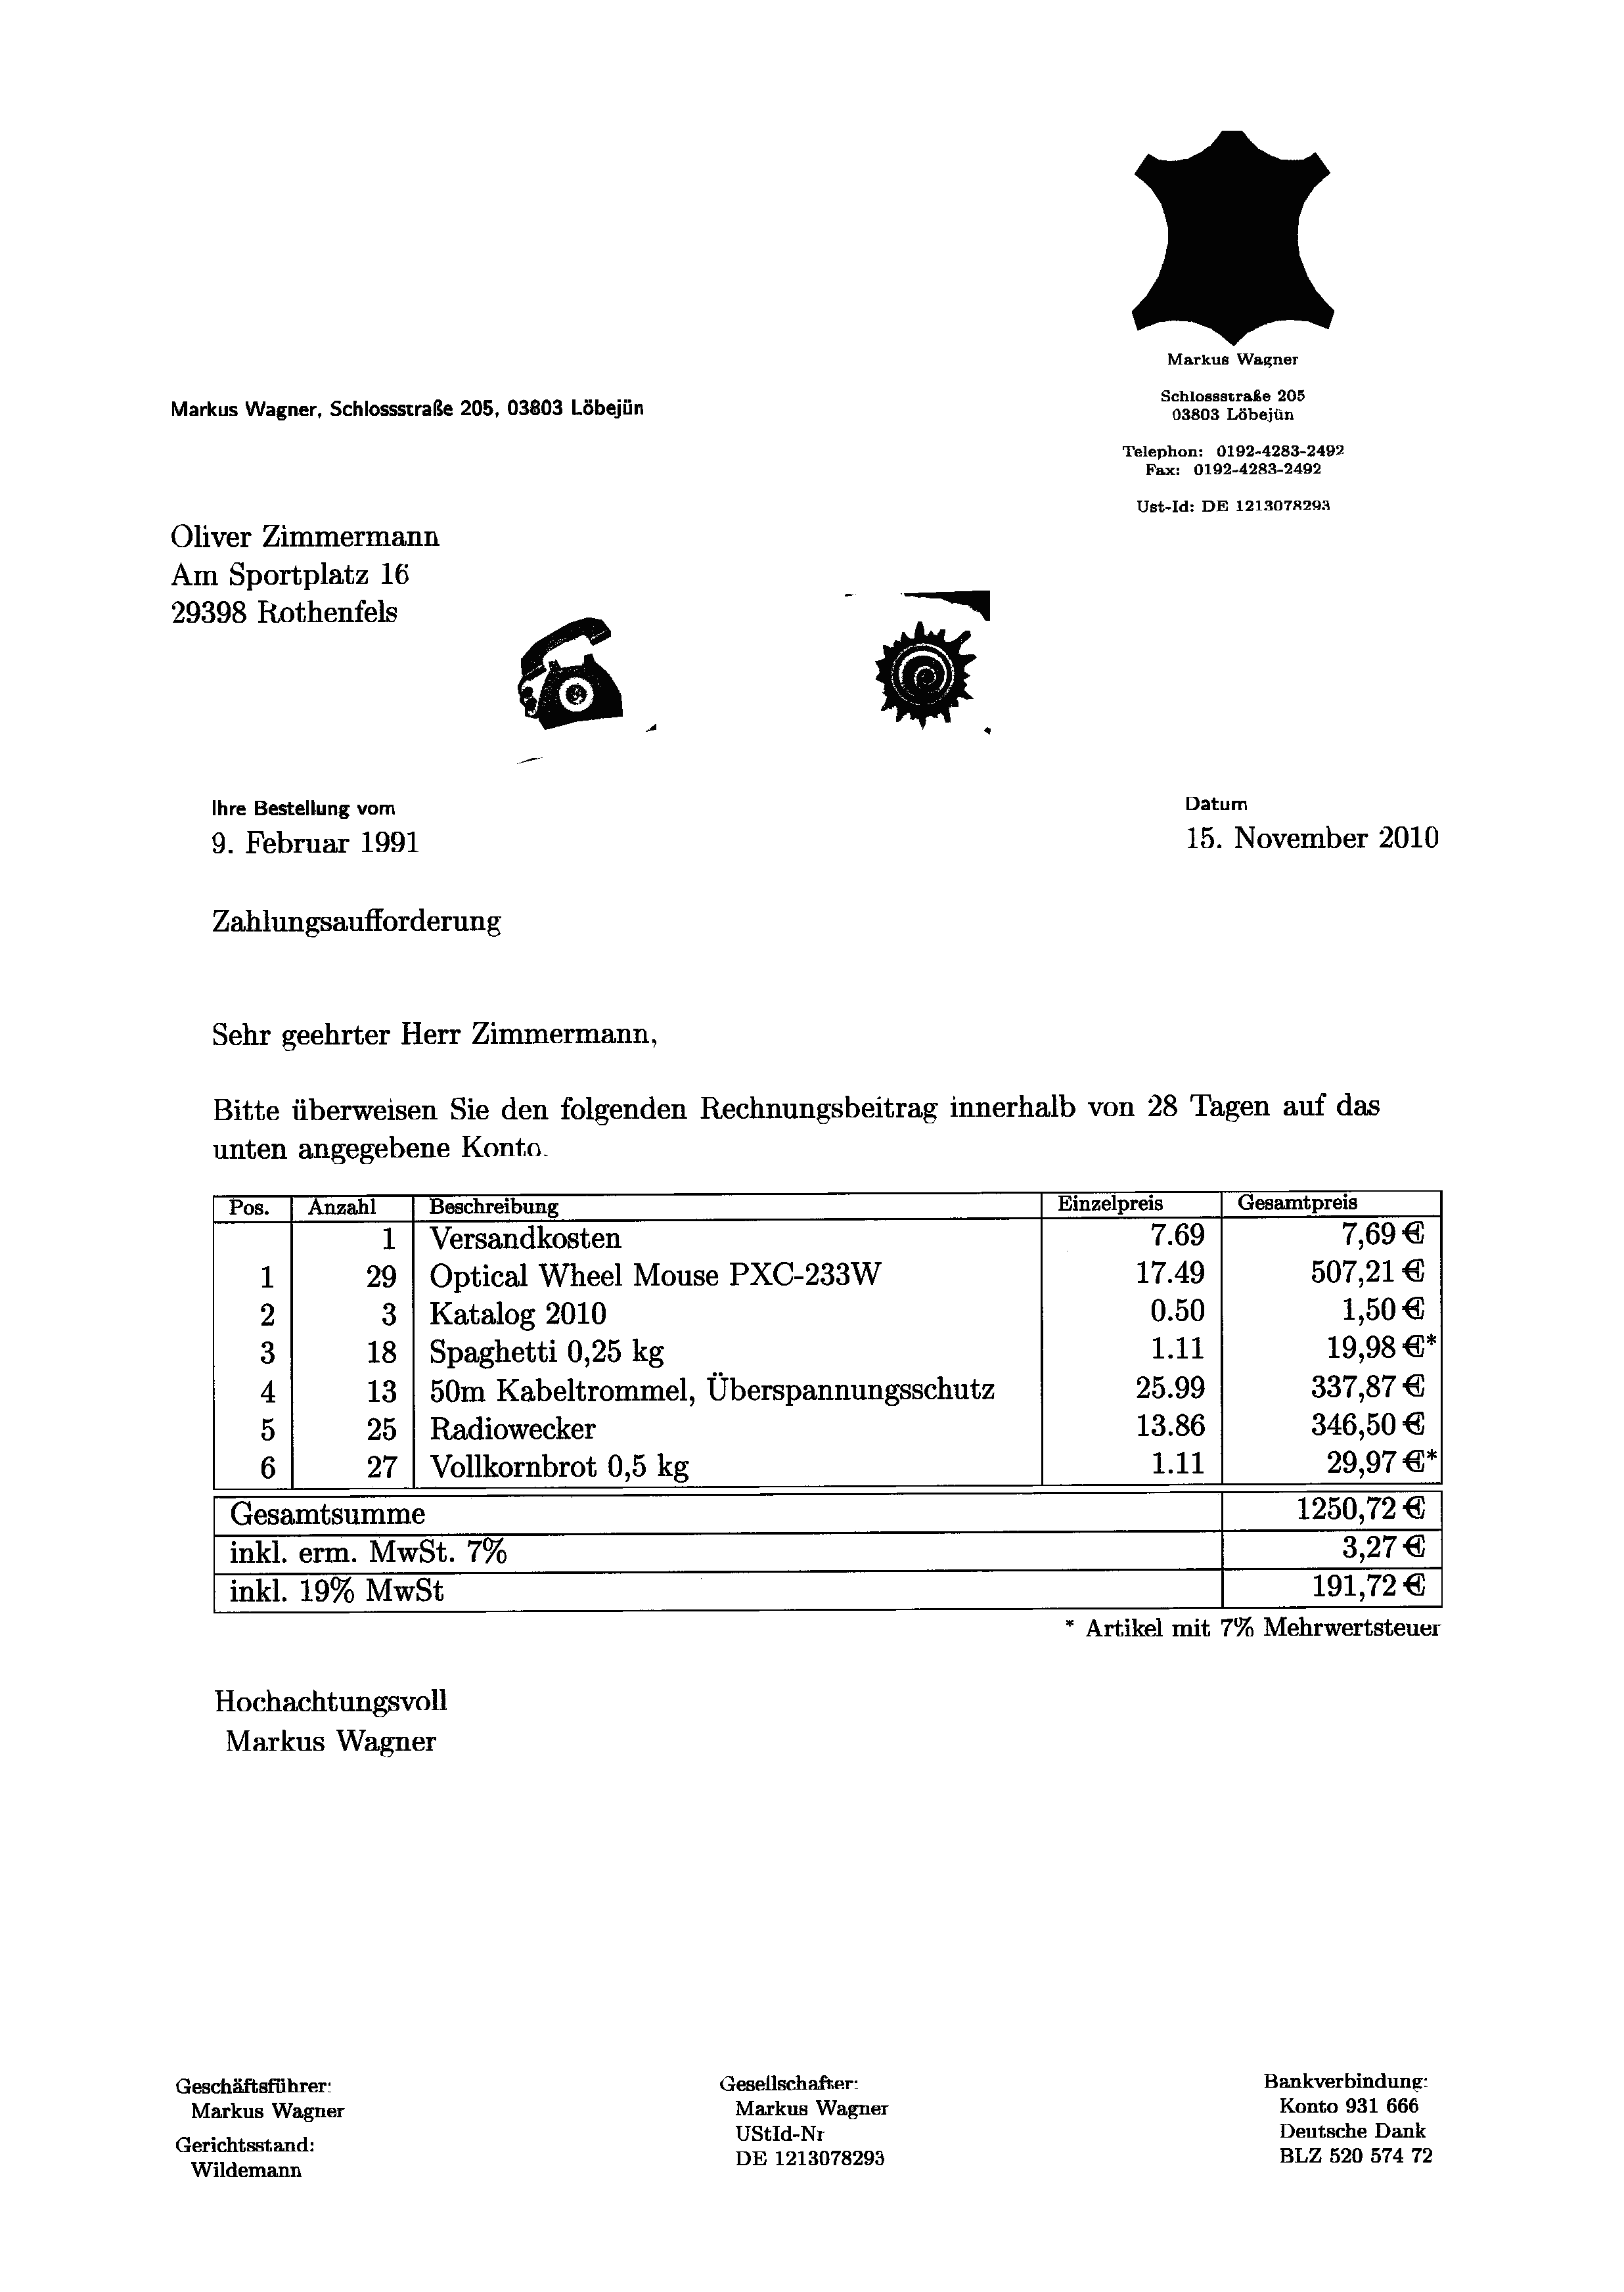 Markus Wagner
Schlossstraße 205
03803 Löbejün
Telephon: 0192-4283-2492
Fax: 0192-4283-2492
Ust-Id: DE 1213078293
Markus Wagner, Schlossstraße 205, 03803 Löbejün
Oliver Zimmermann
Am Sportplatz 16
29398 Rothenfels
Ihre Bestellung vom Datum
9. Februar 1991 15. November 2010
Zahlungsaufforderung
Sehr geehrter Herr Zimmermann,
Bitte überweisen Sie den folgenden Rechnungsbeitrag innerhalb von 28 Tagen auf das
unten angegebene Konto.
Pos. Anzahl Beschreibung Einzelpreis Gesamtpreis
1 Versandkosten 7.69 7,69 €
1 29 Optical Wheel Mouse PXC-233W 17.49 507,21 €
2 3 Katalog 2010 0.50 1,50 €
3 18 Spaghetti 0,25 kg 1.11 19,98 €*
4 13 50m Kabeltrommel, Überspannungsschutz 25.99 337,87 €
5 25 Radiowecker 13.86 346,50 €
6 27 Vollkornbrot 0,5 kg 1.11 29,97 €*
Gesamtsumme 1250,72 €
inkl. erm. MwSt. 7% 3,27 €
inkl. 19% MwSt 191,72 €
* Artikel mit 7% Mehrwertsteuer
Hochachtungsvoll
Markus Wagner
Geschäftsführer:
Markus Wagner
Gerichtsstand:
Wildemann
Gesellschafter:
Markus Wagner
UStId-Nr
DE 1213078293
Bankverbindung:
Konto 931 666
Deutsche Dank
BLZ 520 574 72